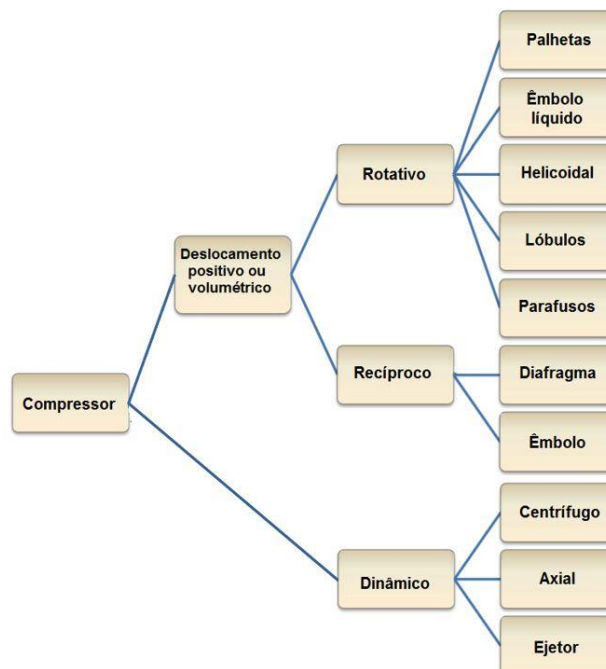 Palhetas
Êmbolo
líquido
Rotativo
Helicoidal
Lóbulos
Deslocamento
positivo ou
volumétrico
Parafusos
Recíproco
Diafragma
Compressor
Êmbolo
Centrífugo
Dinâmico
Axial
Ejetor